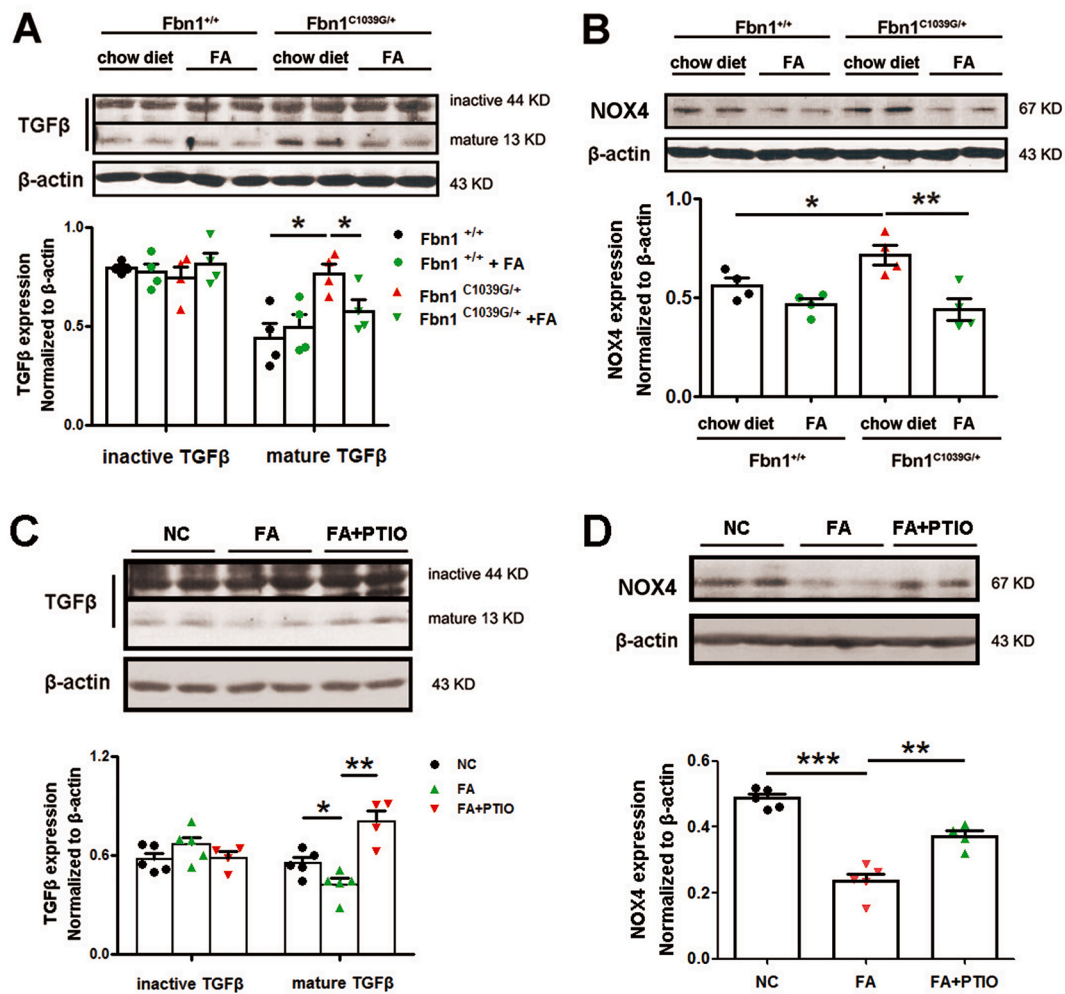 A
Fbn1+/+ Fbn1C1039G/+
chow diet FA chow diet FA
TGFβ
inactive 44 KD
mature 13 KD
β-actin 43 KD
TGFβ expression
Normalized to β-actin
1.0
0.5
0.0
* *
Fbn1 +/+
Fbn1 +/+ + FA
Fbn1 C1039G/+
Fbn1 C1039G/+ +FA
inactive TGFβ mature TGFβ
B
Fbn1+/+ Fbn1C1039G/+
chow diet FA chow diet FA
NOX4 67 KD
β-actin 43 KD
NOX4 expression
Normalized to β-actin
1.0
0.5
0.0
* **
chow diet FA chow diet FA
Fbn1+/+ Fbn1C1039G/+
C
NC FA FA+PTIO
TGFβ
inactive 44 KD
mature 13 KD
β-actin 43 KD
TGFβ expression
Normalized to β-actin
1.2
0.6
0.0
* **
NC
FA
FA+PTIO
inactive TGFβ mature TGFβ
D
NC FA FA+PTIO
NOX4 67 KD
β-actin 43 KD
NOX4 expression
Normalized to β-actin
0.6
0.4
0.2
0.0
*** **
NC FA FA+PTIO